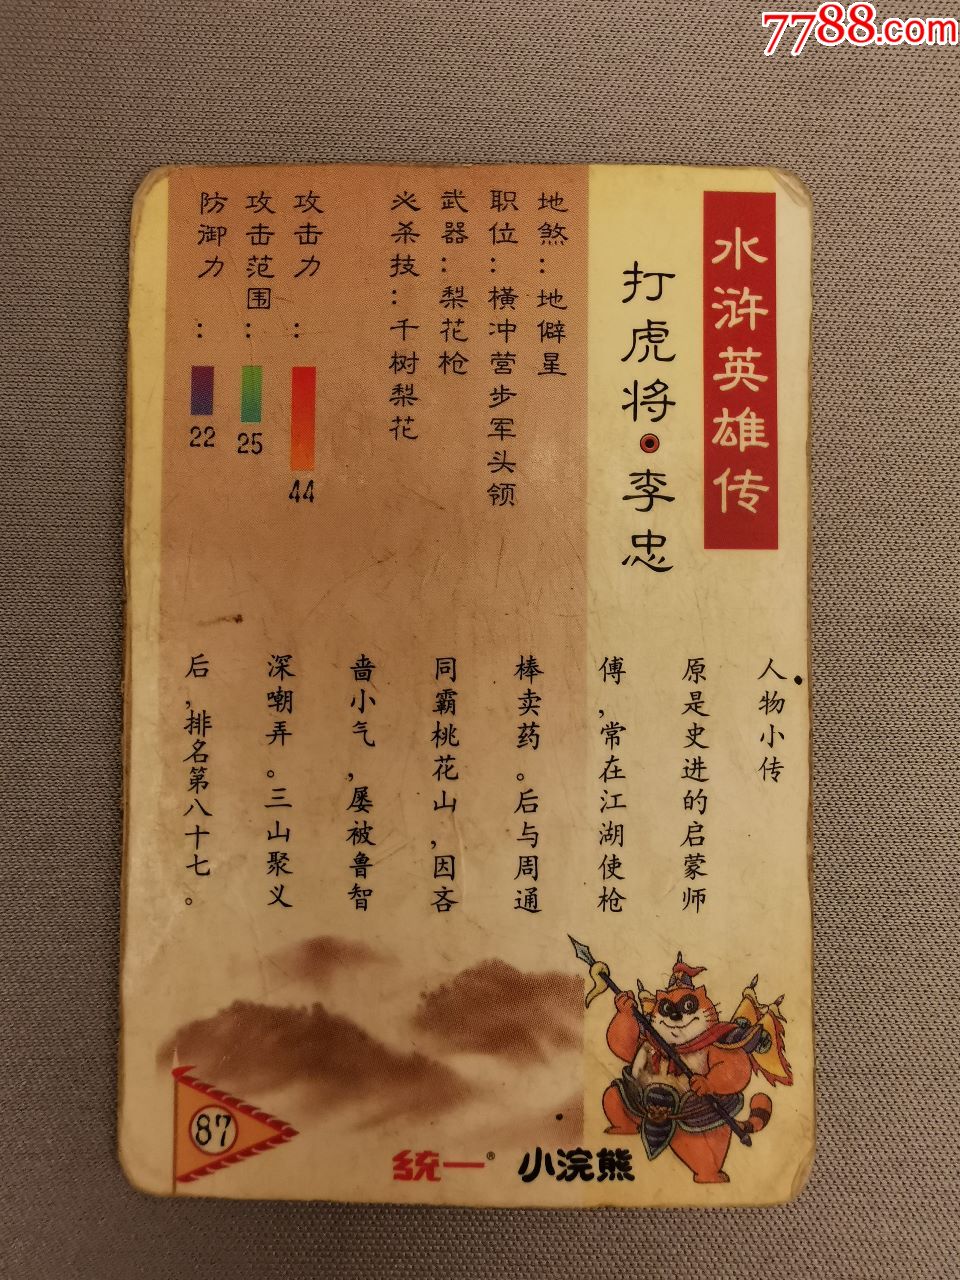 7788.com
水浒英雄传
打虎将·李忠
地煞：地僻星
职位：横冲营步军头领
武器：梨花枪
必杀技：千树梨花
攻击力：44
攻击范围：25
防御力：22
人物小传
原是史进的启蒙师
傅，常在江湖使枪
棒卖药。后与周通
同霸桃花山，因吝
啬小气，屡被鲁智
深嘲弄。三山聚义
后，排名第八十七。
87
统一® 小浣熊